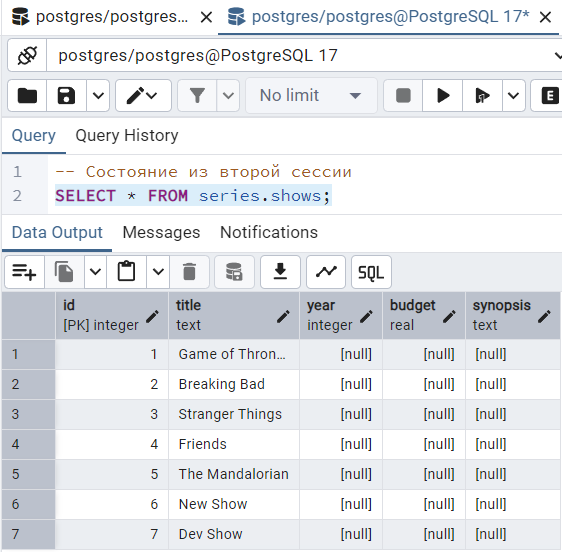 postgres/postgres... postgres/postgres@PostgreSQL 17*
postgres/postgres@PostgreSQL 17
No limit E
Query Query History
1 -- Состояние из второй сессии
2 SELECT * FROM series.shows;
Data Output Messages Notifications
SQL
id title year budget synopsis
[PK] integer text integer real text
1 1 Game of Thron... [null] [null] [null]
2 2 Breaking Bad [null] [null] [null]
3 3 Stranger Things [null] [null] [null]
4 4 Friends [null] [null] [null]
5 5 The Mandalorian [null] [null] [null]
6 6 New Show [null] [null] [null]
7 7 Dev Show [null] [null] [null]